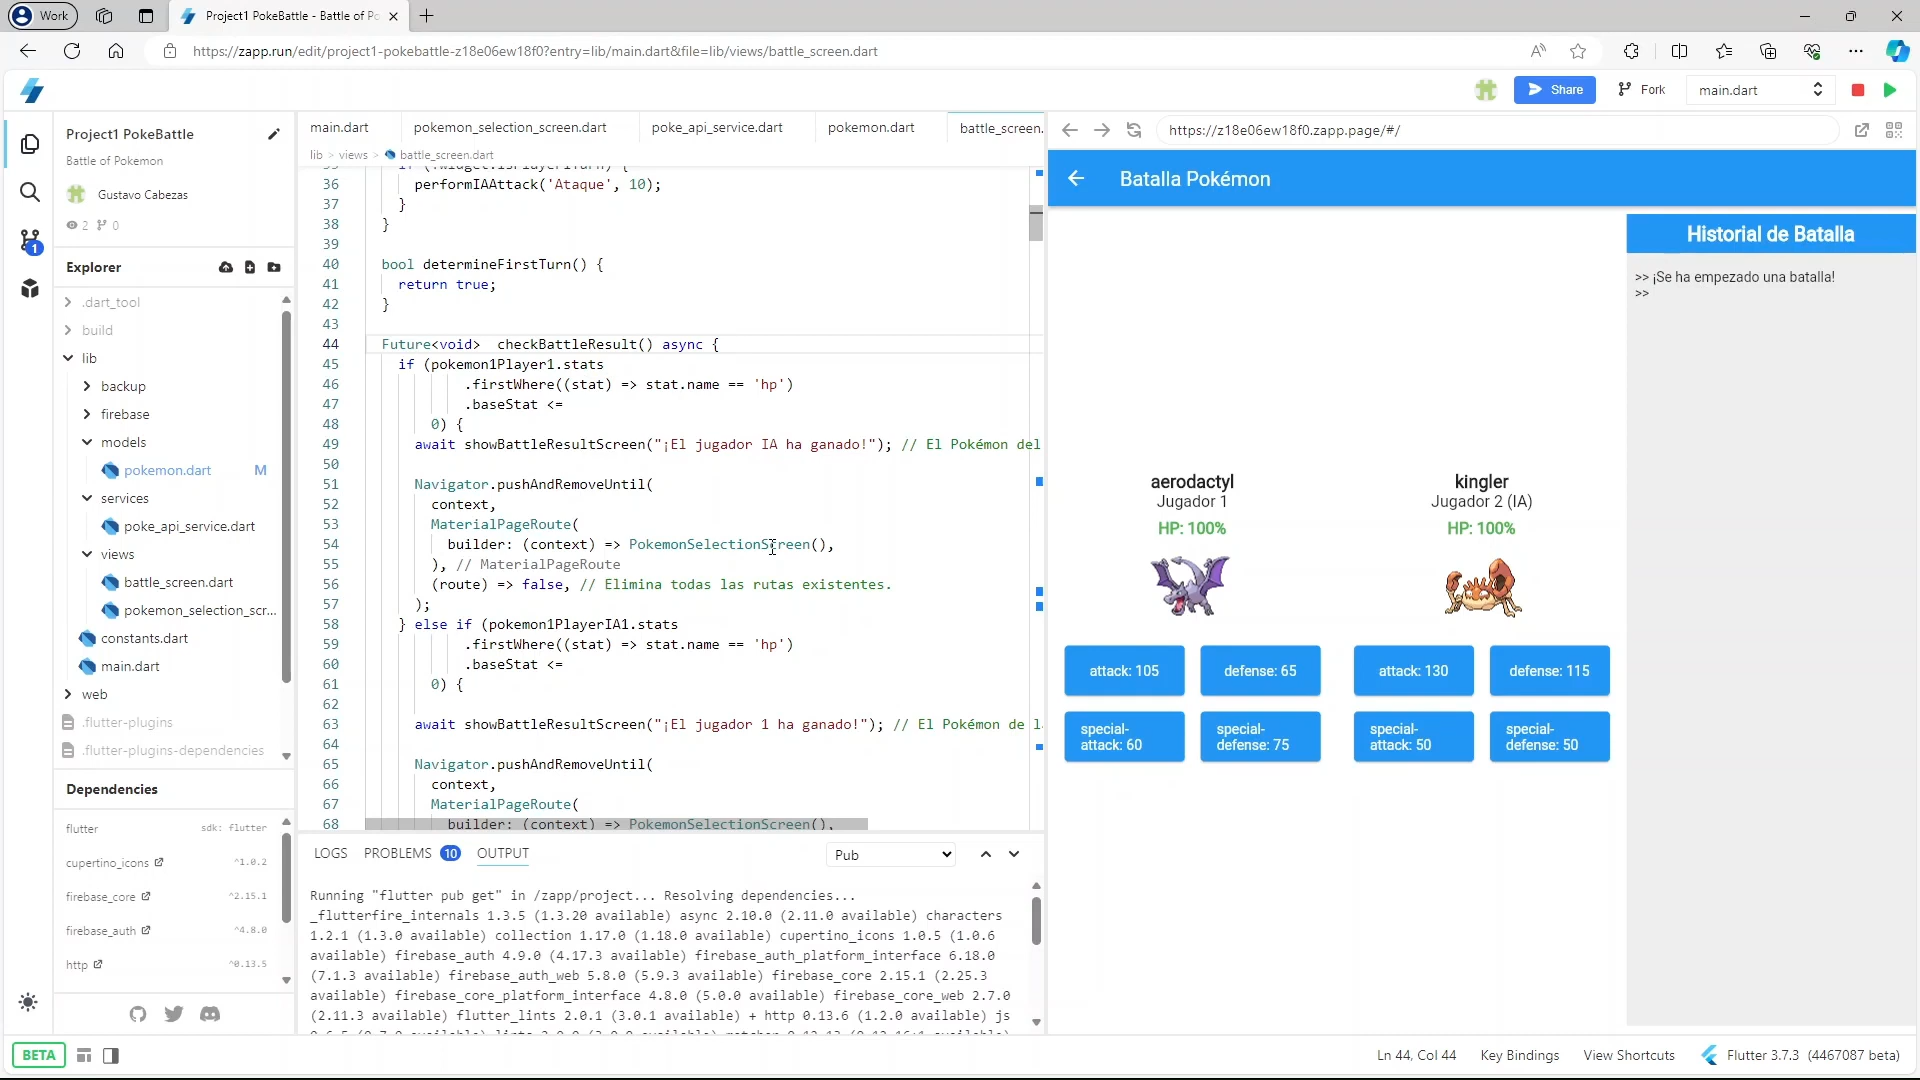 Work
Project1 PokeBattle - Battle of Po
https://zapp.run/edit/project1-pokebattle-z18e06ew18f0?entry=lib/main.dart&file=lib/views/battle_screen.dart
Share
Fork
main.dart
Project1 PokeBattle
Battle of Pokemon
Gustavo Cabezas
2
0
1
Explorer
.dart_tool
build
lib
backup
firebase
models
pokemon.dart M
services
poke_api_service.dart
views
battle_screen.dart
pokemon_selection_scr...
constants.dart
main.dart
web
.flutter-plugins
.flutter-plugins-dependencies
Dependencies
flutter sdk: flutter
cupertino_icons ^1.0.2
firebase_core ^2.15.1
firebase_auth ^4.8.0
http ^0.13.5
main.dart pokemon_selection_screen.dart poke_api_service.dart pokemon.dart battle_screen.
lib > views > battle_screen.dart
36 performIAAttack('Ataque', 10);
37 }
38 }
39
40 bool determineFirstTurn() {
41 return true;
42 }
43
44 Future<void>  checkBattleResult() async {
45 if (pokemon1Player1.stats
46 .firstWhere((stat) => stat.name == 'hp')
47 .baseStat <=
48 0) {
49 await showBattleResultScreen("¡El jugador IA ha ganado!"); // El Pokémon del
50
51 Navigator.pushAndRemoveUntil(
52 context,
53 MaterialPageRoute(
54 builder: (context) => PokemonSelectionScreen(),
55 ), // MaterialPageRoute
56 (route) => false, // Elimina todas las rutas existentes.
57 );
58 } else if (pokemon1PlayerIA1.stats
59 .firstWhere((stat) => stat.name == 'hp')
60 .baseStat <=
61 0) {
62
63 await showBattleResultScreen("¡El jugador 1 ha ganado!"); // El Pokémon de l
64
65 Navigator.pushAndRemoveUntil(
66 context,
67 MaterialPageRoute(
68 builder: (context) => PokemonSelectionScreen(),
LOGS PROBLEMS 10 OUTPUT
Pub
Running "flutter pub get" in /zapp/project... Resolving dependencies...
_flutterfire_internals 1.3.5 (1.3.20 available) async 2.10.0 (2.11.0 available) characters
1.2.1 (1.3.0 available) collection 1.17.0 (1.18.0 available) cupertino_icons 1.0.5 (1.0.6
available) firebase_auth 4.9.0 (4.17.3 available) firebase_auth_platform_interface 6.18.0
(7.1.3 available) firebase_auth_web 5.8.0 (5.9.3 available) firebase_core 2.15.1 (2.25.3
available) firebase_core_platform_interface 4.8.0 (5.0.0 available) firebase_core_web 2.7.0
(2.11.3 available) flutter_lints 2.0.1 (3.0.1 available) + http 0.13.6 (1.2.0 available) js
https://z18e06ew18f0.zapp.page/#/
Batalla Pokémon
Historial de Batalla
>> ¡Se ha empezado una batalla!
>>
aerodactyl
Jugador 1
HP: 100%
attack: 105
defense: 65
special-
attack: 60
special-
defense: 75
kingler
Jugador 2 (IA)
HP: 100%
attack: 130
defense: 115
special-
attack: 50
special-
defense: 50
BETA
Ln 44, Col 44
Key Bindings
View Shortcuts
Flutter 3.7.3 (4467087 beta)